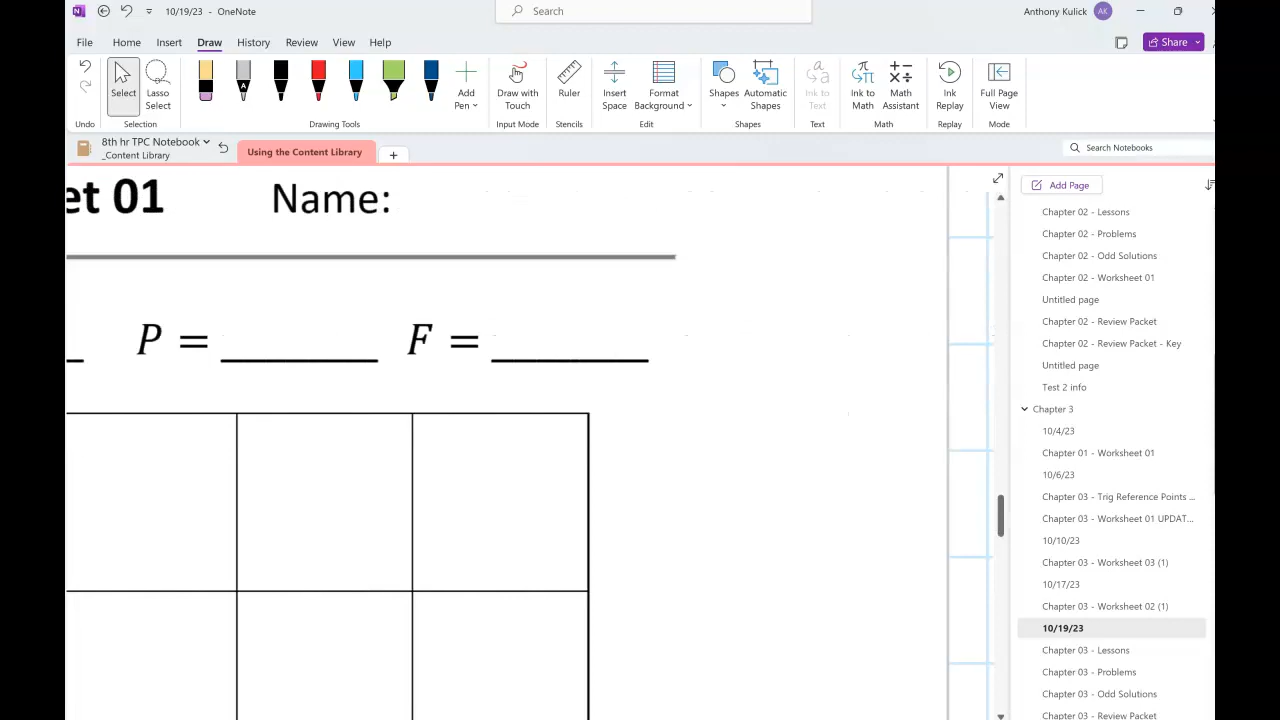 10/19/23 - OneNote
Search
Anthony Kulick
AK
File
Home
Insert
Draw
History
Review
View
Help
Share
Undo
Select
Lasso
Select
Selection
Add
Pen
Drawing Tools
Draw with
Touch
Input Mode
Ruler
Stencils
Insert
Space
Format
Background
Edit
Shapes
Automatic
Shapes
Shapes
Ink to
Text
Text
Ink to
Math
Math
Assistant
Math
Ink
Replay
Replay
Full Page
View
Mode
8th hr TPC Notebook
_Content Library
Using the Content Library
Search Notebooks
et 01
Name:
P = ________ F = ________
Add Page
Chapter 02 - Lessons
Chapter 02 - Problems
Chapter 02 - Odd Solutions
Chapter 02 - Worksheet 01
Untitled page
Chapter 02 - Review Packet
Chapter 02 - Review Packet - Key
Untitled page
Test 2 info
Chapter 3
10/4/23
Chapter 01 - Worksheet 01
10/6/23
Chapter 03 - Trig Reference Points ...
Chapter 03 - Worksheet 01 UPDAT...
10/10/23
Chapter 03 - Worksheet 03 (1)
10/17/23
Chapter 03 - Worksheet 02 (1)
10/19/23
Chapter 03 - Lessons
Chapter 03 - Problems
Chapter 03 - Odd Solutions
Chapter 03 - Review Packet